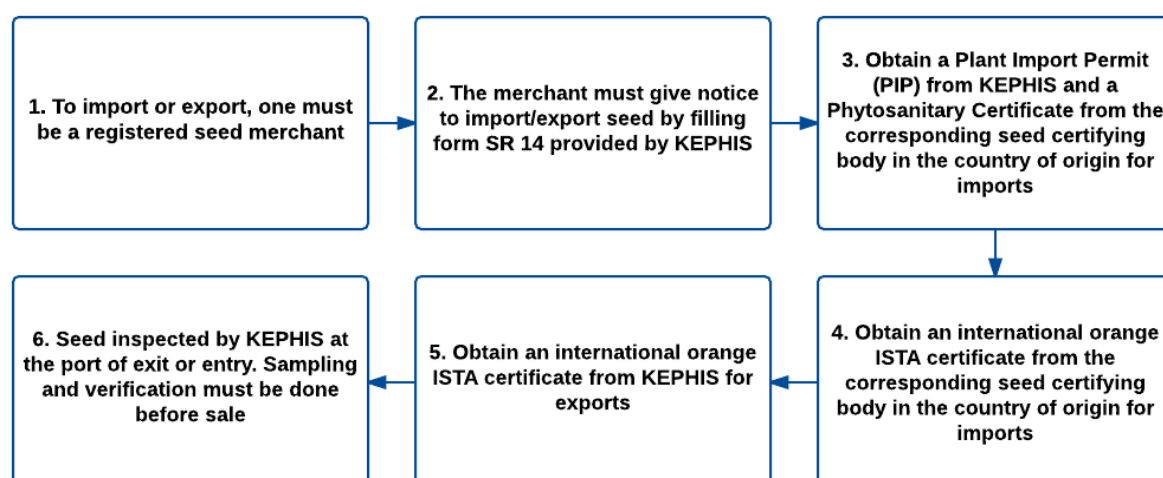 1. To import or export, one must
be a registered seed merchant
2. The merchant must give notice
to import/export seed by filling
form SR 14 provided by KEPHIS
3. Obtain a Plant Import Permit
(PIP) from KEPHIS and a
Phytosanitary Certificate from the
corresponding seed certifying
body in the country of origin for
imports
4. Obtain an international orange
ISTA certificate from the
corresponding seed certifying
body in the country of origin for
imports
5. Obtain an international orange
ISTA certificate from KEPHIS for
exports
6. Seed inspected by KEPHIS at
the port of exit or entry. Sampling
and verification must be done
before sale